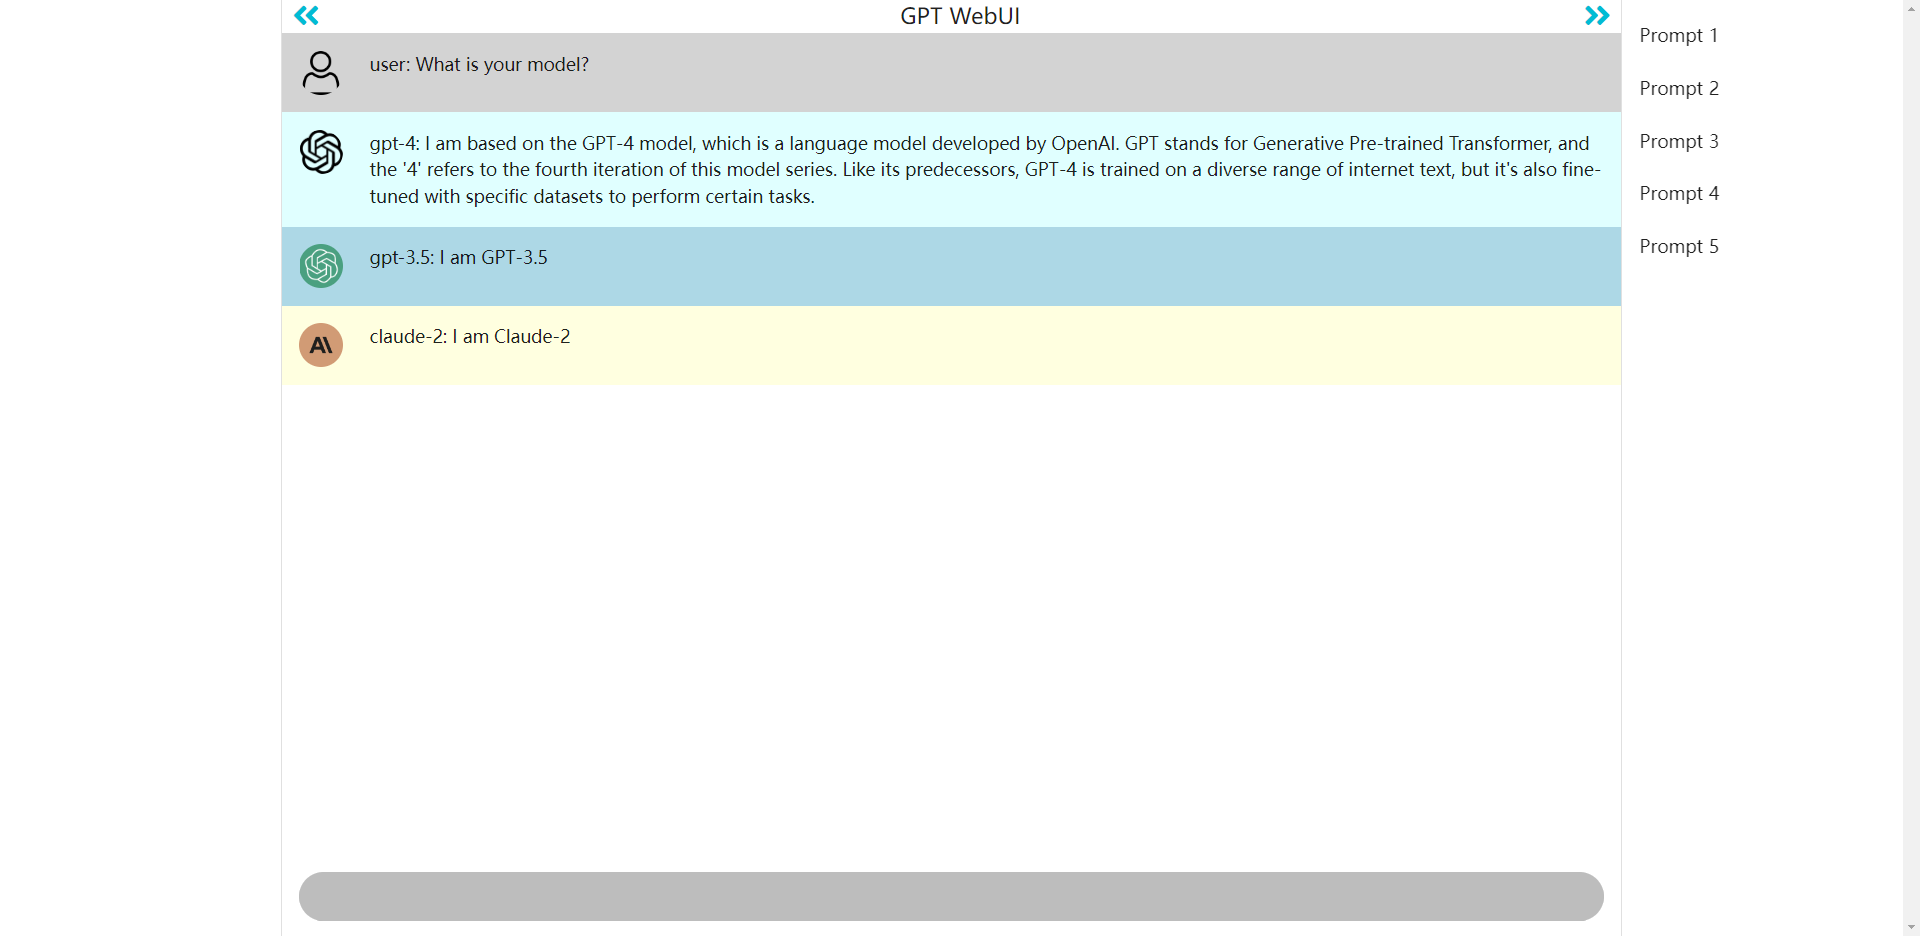 GPT WebUI
user: What is your model?
gpt-4: I am based on the GPT-4 model, which is a language model developed by OpenAI. GPT stands for Generative Pre-trained Transformer, and
the '4' refers to the fourth iteration of this model series. Like its predecessors, GPT-4 is trained on a diverse range of internet text, but it's also fine-
tuned with specific datasets to perform certain tasks.
gpt-3.5: I am GPT-3.5
claude-2: I am Claude-2
Prompt 1
Prompt 2
Prompt 3
Prompt 4
Prompt 5